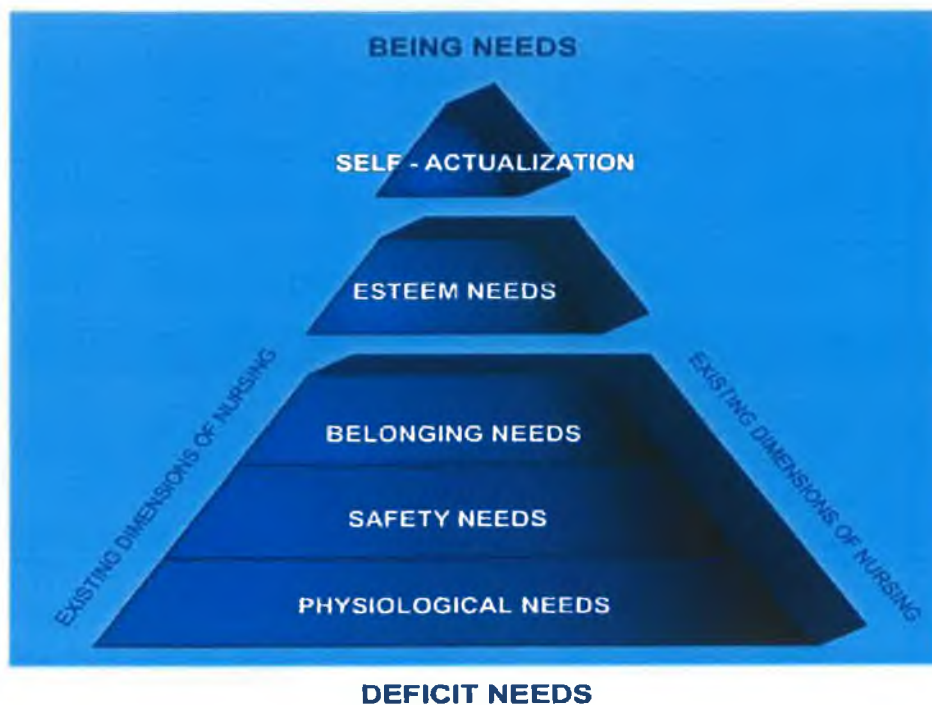 BEING NEEDS
SELF - ACTUALIZATION
ESTEEM NEEDS
EXISTING DIMENSIONS OF NURSING
EXISTING DIMENSIONS OF NURSING
BELONGING NEEDS
SAFETY NEEDS
PHYSIOLOGICAL NEEDS
DEFICIT NEEDS